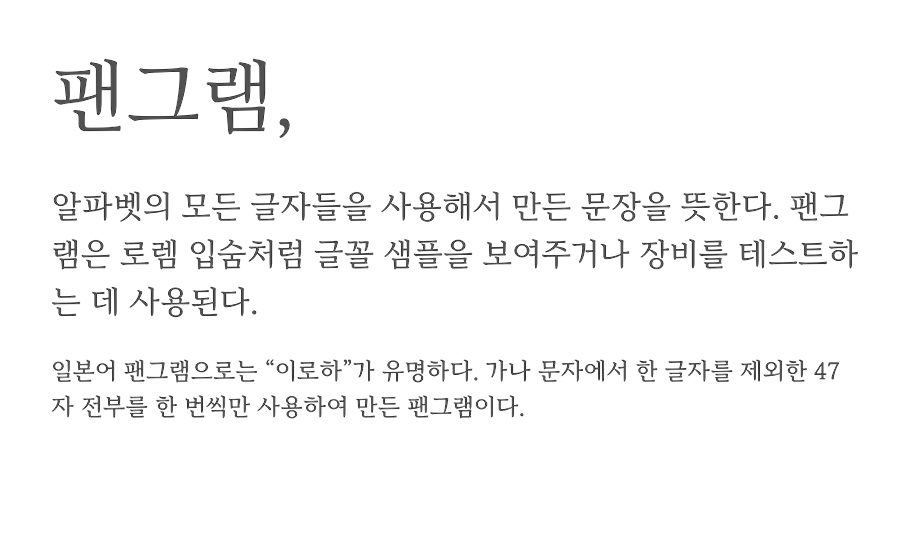 팬그램,
알파벳의 모든 글자들을 사용해서 만든 문장을 뜻한다. 팬그
램은 로렘 입숨처럼 글꼴 샘플을 보여주거나 장비를 테스트하
는 데 사용된다.
일본어 팬그램으로는 “이로하”가 유명하다. 가나 문자에서 한 글자를 제외한 47
자 전부를 한 번씩만 사용하여 만든 팬그램이다.